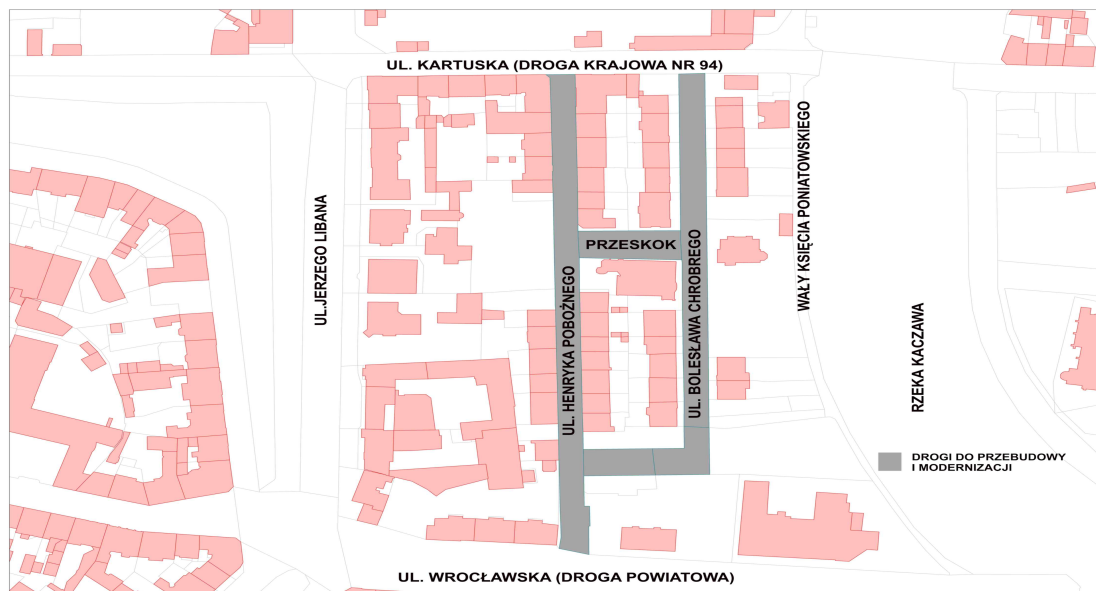 UL. KARTUSKA (DROGA KRAJOWA NR 94)
UL.JERZEGO LIBANA
UL. HENRYKA POBOŻNEGO
PRZESKOK
UL. BOLESŁAWA CHROBREGO
WAŁY KSIĘCIA PONIATOWSKIEGO
RZEKA KACZAWA
DROGI DO PRZEBUDOWY
I MODERNIZACJI
UL. WROCŁAWSKA (DROGA POWIATOWA)